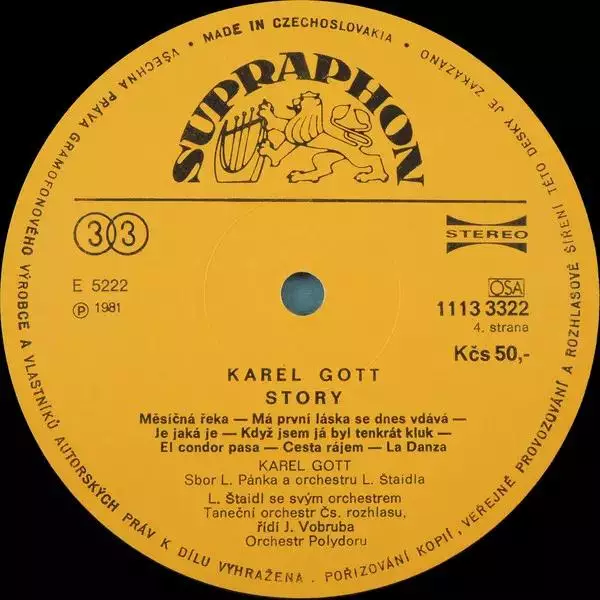 • VŠECHNA PRÁVA GRAMOFONOVÉHO VÝROBCE A VLASTNÍKŮ AUTORSKÝCH PRÁV K DÍLU VYHRAŽENA . POŘIZOVÁNÍ KOPIÍ , VEŘEJNÉ PROVOZOVÁNÍ A ROZHLASOVÉ ŠÍŘENÍ TÉTO DESKY JE ZAKÁZÁNO
• MADE IN CZECHOSLOVAKIA •
SUPRAPHON
33
STEREO
E 5222
Ⓟ 1981
OSA
1113 3322
4. strana
Kčs 50,-
KAREL GOTT
STORY
Měsíčná řeka — Má první láska se dnes vdává —
Je jaká je — Když jsem já byl tenkrát kluk —
El condor pasa — Cesta rájem — La Danza
KAREL GOTT
Sbor L. Pánka a orchestru L. Štaidla
L. Štaidl se svým orchestrem
Taneční orchestr Čs. rozhlasu,
řídí J. Vobruba
Orchestr Polydoru